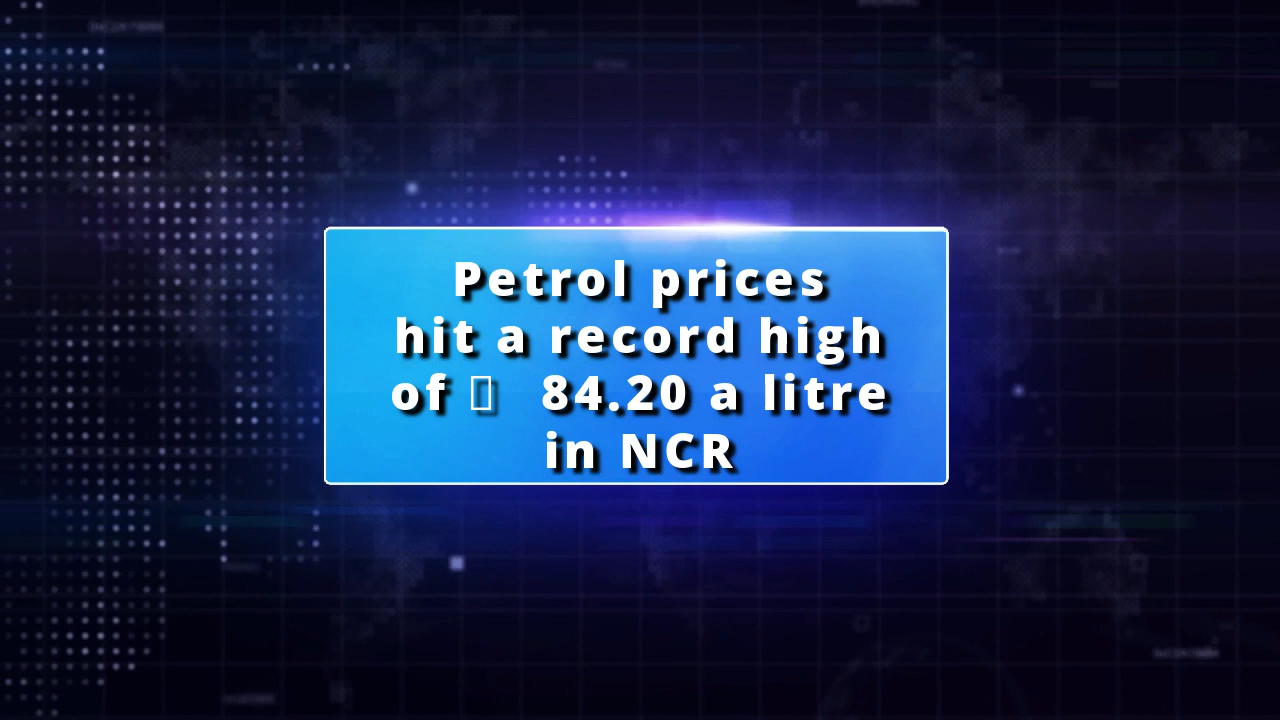 Petrol prices
hit a record high
of 84.20 a litre
in NCR